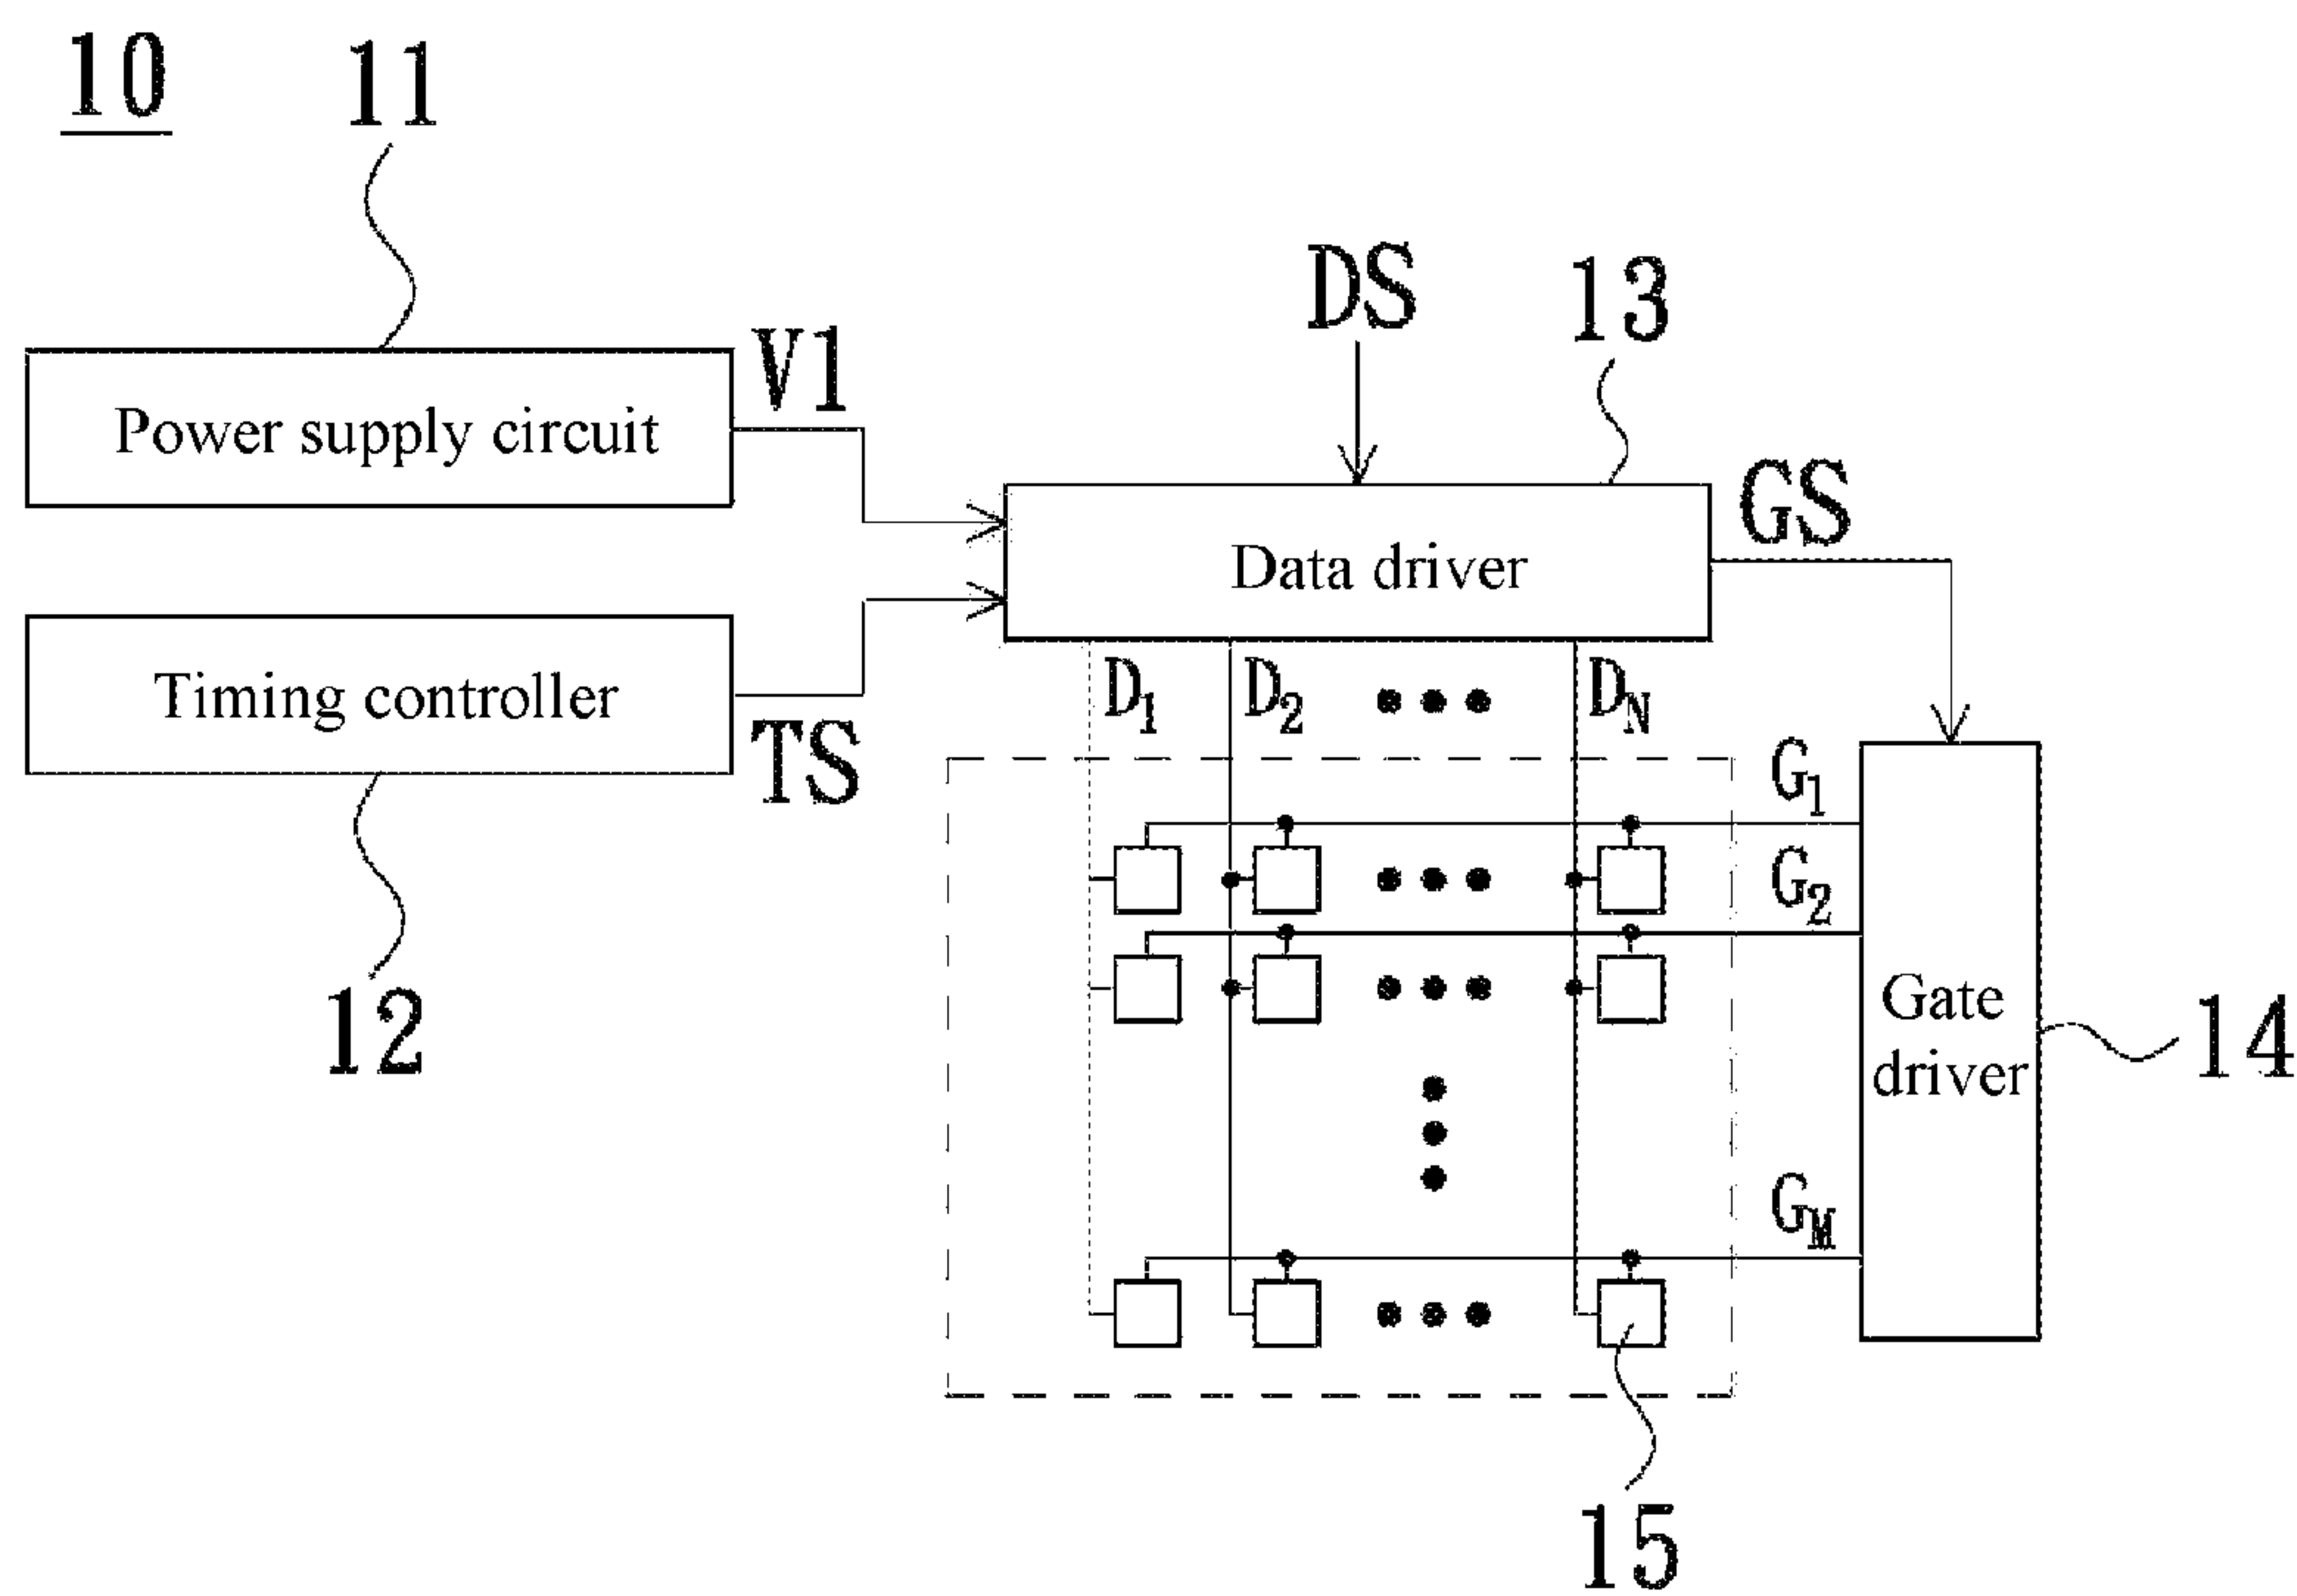 10
11
DS
13
V1
Power supply circuit
GS
Data driver
Timing controller
TS
D1 D2 DN
G1
G2
Gate
driver
14
12
GM
15